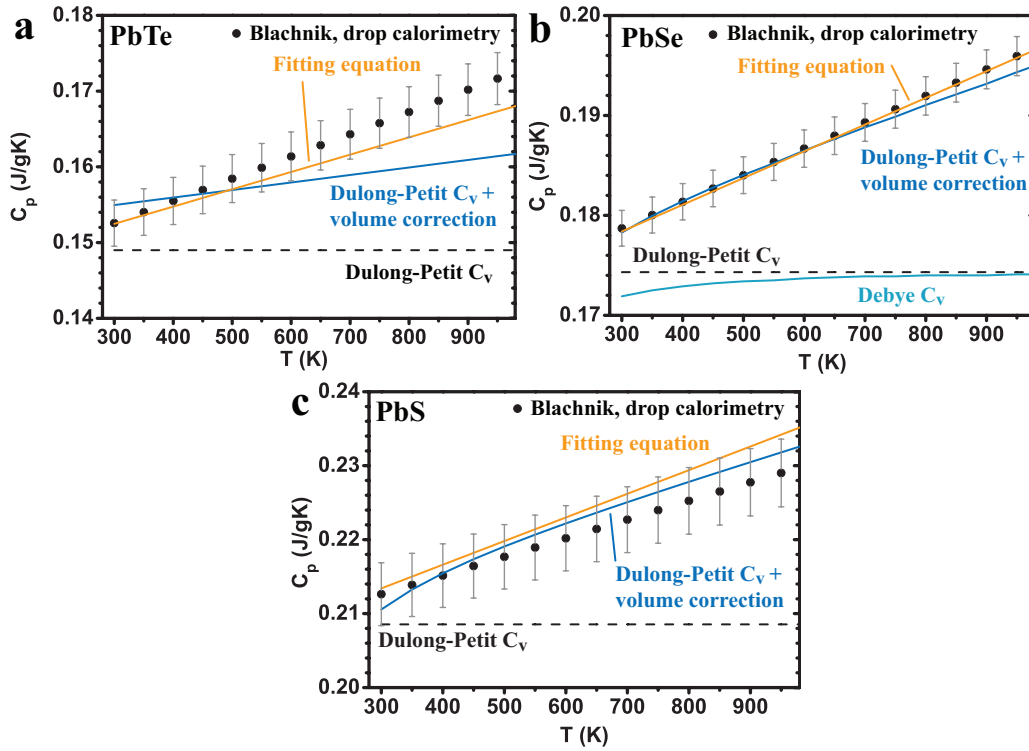 a
PbTe
Blachnik, drop calorimetry
Fitting equation
Dulong-Petit Cv +
volume correction
Dulong-Petit Cv
Cp (J/gK)
0.18
0.17
0.16
0.15
0.14
300 400 500 600 700 800 900
T (K)
b
PbSe
Blachnik, drop calorimetry
Fitting equation
Dulong-Petit Cv +
volume correction
Dulong-Petit Cv
Debye Cv
Cp (J/gK)
0.20
0.19
0.18
0.17
300 400 500 600 700 800 900
T (K)
c
PbS
Blachnik, drop calorimetry
Fitting equation
Dulong-Petit Cv +
volume correction
Dulong-Petit Cv
Cp (J/gK)
0.24
0.23
0.22
0.21
0.20
300 400 500 600 700 800 900
T (K)